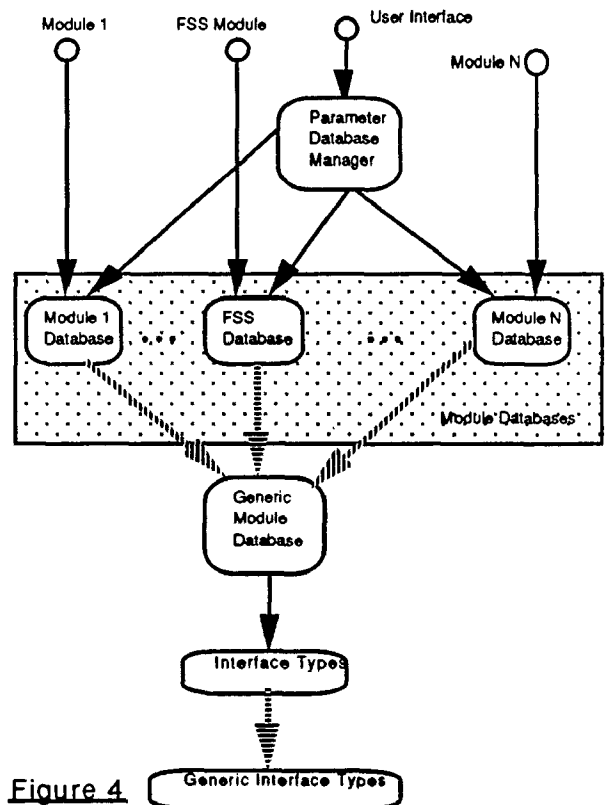 Module 1
FSS Module
User Interface
Module N
Parameter
Database
Manager
Module 1
Database
...
FSS
Database
...
Module N
Database
Module Databases
Generic
Module
Database
Interface Types
Generic Interface Types
Figure 4